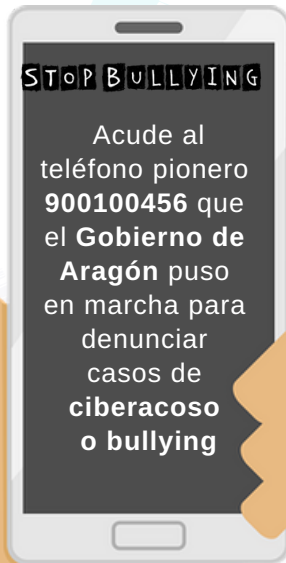 STOP BULLYING
Acude al
teléfono pionero
900100456 que
el Gobierno de
Aragón puso
en marcha para
denunciar
casos de
ciberacoso
o bullying